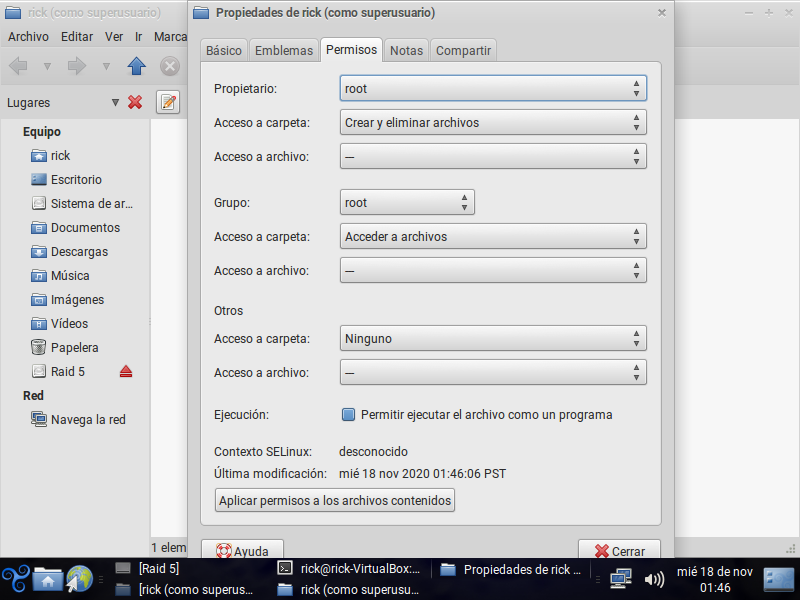 rick (como superusuario)
Propiedades de rick (como superusuario)
Archivo Editar Ver Ir Marca
Básico Emblemas Permisos Notas Compartir
Lugares
Equipo
rick
Escritorio
Sistema de ar...
Documentos
Descargas
Música
Imágenes
Vídeos
Papelera
Raid 5
Red
Navega la red
1 elem
Propietario: root
Acceso a carpeta: Crear y eliminar archivos
Acceso a archivo: —
Grupo: root
Acceso a carpeta: Acceder a archivos
Acceso a archivo: —
Otros
Acceso a carpeta: Ninguno
Acceso a archivo: —
Ejecución: Permitir ejecutar el archivo como un programa
Contexto SELinux: desconocido
Última modificación: mié 18 nov 2020 01:46:06 PST
Aplicar permisos a los archivos contenidos
Ayuda Cerrar
[Raid 5] rick@rick-VirtualBox:... Propiedades de rick ...
[rick (como superus... rick (como superusu...
mié 18 de nov
01:46